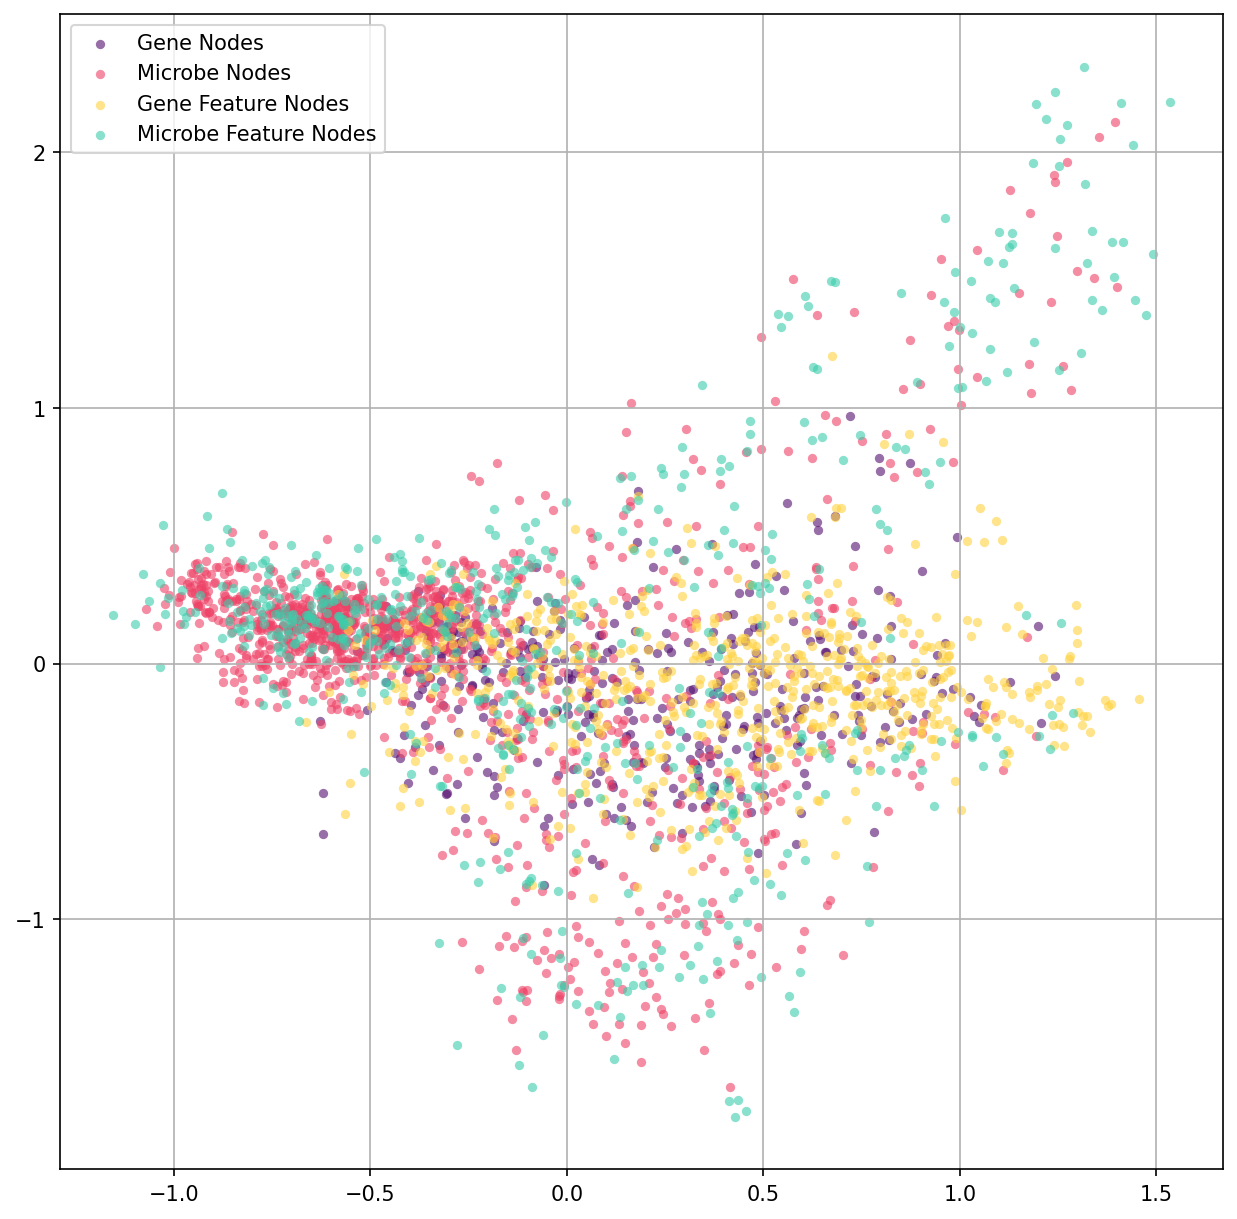 Gene Nodes
Microbe Nodes
Gene Feature Nodes
Microbe Feature Nodes
2
1
0
−1
−1.0 −0.5 0.0 0.5 1.0 1.5